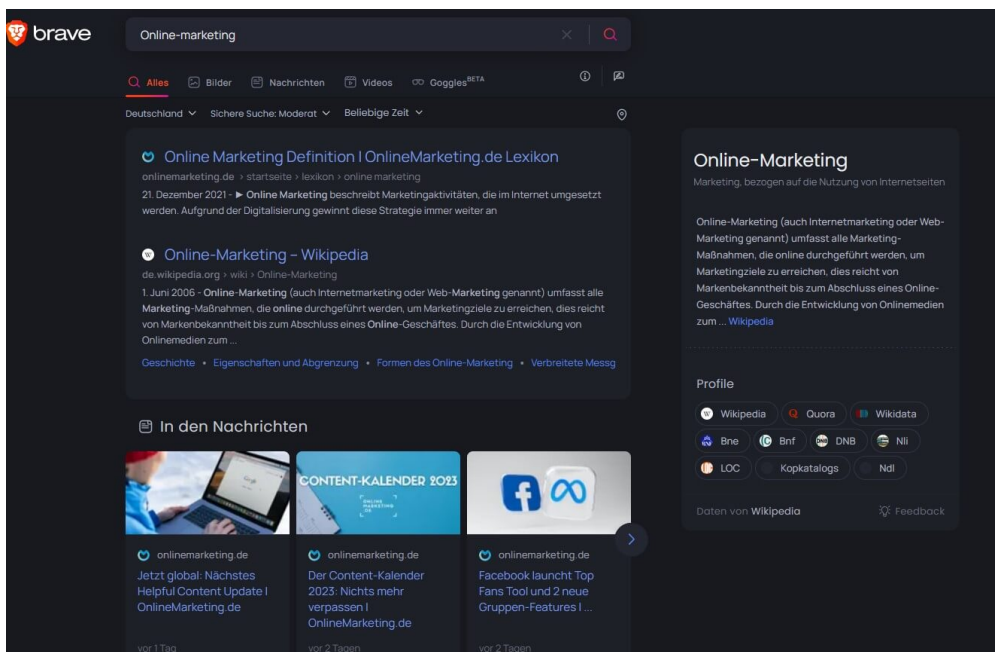 brave
Online-marketing
Alles Bilder Nachrichten Videos Goggles BETA
Deutschland Sichere Suche: Moderat Beliebige Zeit
Online Marketing Definition | OnlineMarket­ing.de Lexikon
onlinemarketing.de › startseite › lexikon › online marketing
21. Dezember 2021 - ► Online Marketing beschreibt Marketingaktivitäten, die im Internet umgesetzt
werden. Aufgrund der Digitalisierung gewinnt diese Strategie immer weiter an
Online-Marketing – Wikipedia
de.wikipedia.org › wiki › Online-Marketing
1. Juni 2006 - Online-Marketing (auch Internetmarketing oder Web-Marketing genannt) umfasst alle
Marketing-Maßnahmen, die online durchgeführt werden, um Marketingziele zu erreichen, dies reicht
von Markenbekanntheit bis zum Abschluss eines Online-Geschäftes. Durch die Entwicklung von
Onlinemedien zum ...
Geschichte • Eigenschaften und Abgrenzung • Formen des Online-Marketing • Verbreitete Messg
In den Nachrichten
Google
CONTENT-KALENDER 2023
ONLINE
MARKETING
.DE
onlinemarketing.de
Jetzt global: Nächstes
Helpful Content Update |
OnlineMarketing.de
vor 1 Tag
onlinemarketing.de
Der Content-Kalender
2023: Nichts mehr
verpassen |
OnlineMarketing.de
vor 2 Tagen
onlinemarketing.de
Facebook launcht Top
Fans Tool und 2 neue
Gruppen-Features | ...
vor 2 Tagen
Online-Marketing
Marketing, bezogen auf die Nutzung von Internetseiten
Online-Marketing (auch Internetmarketing oder Web-
Marketing genannt) umfasst alle Marketing-
Maßnahmen, die online durchgeführt werden, um
Marketingziele zu erreichen, dies reicht von
Markenbekanntheit bis zum Abschluss eines Online-
Geschäftes. Durch die Entwicklung von Onlinemedien
zum ... Wikipedia
Profile
Wikipedia Quora Wikidata
Bne Bnf DNB Nli
LOC Kopkatalogs Ndl
Daten von Wikipedia Feedback